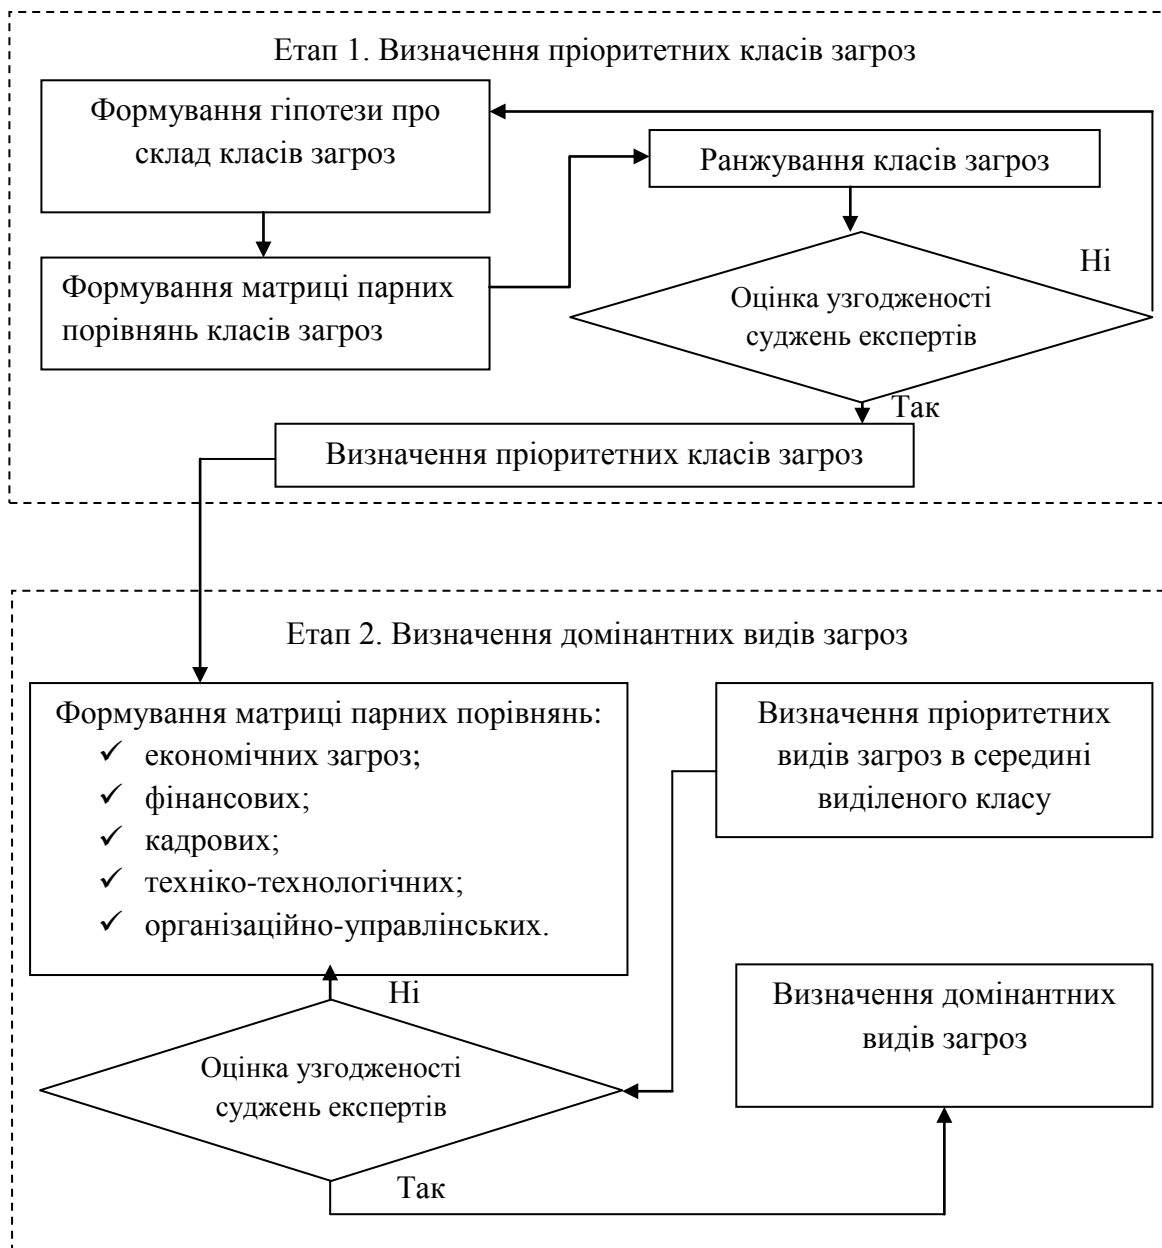 Етап 1. Визначення пріоритетних класів загроз
Формування гіпотези про
склад класів загроз
Ранжування класів загроз
Формування матриці парних
порівнянь класів загроз
Ні
Оцінка узгодженості
суджень експертів
Так
Визначення пріоритетних класів загроз
Етап 2. Визначення домінантних видів загроз
Формування матриці парних порівнянь:
✓ економічних загроз;
✓ фінансових;
✓ кадрових;
✓ техніко-технологічних;
✓ організаційно-управлінських.
Визначення пріоритетних
видів загроз в середині
виділеного класу
Ні
Оцінка узгодженості
суджень експертів
Так
Визначення домінантних
видів загроз